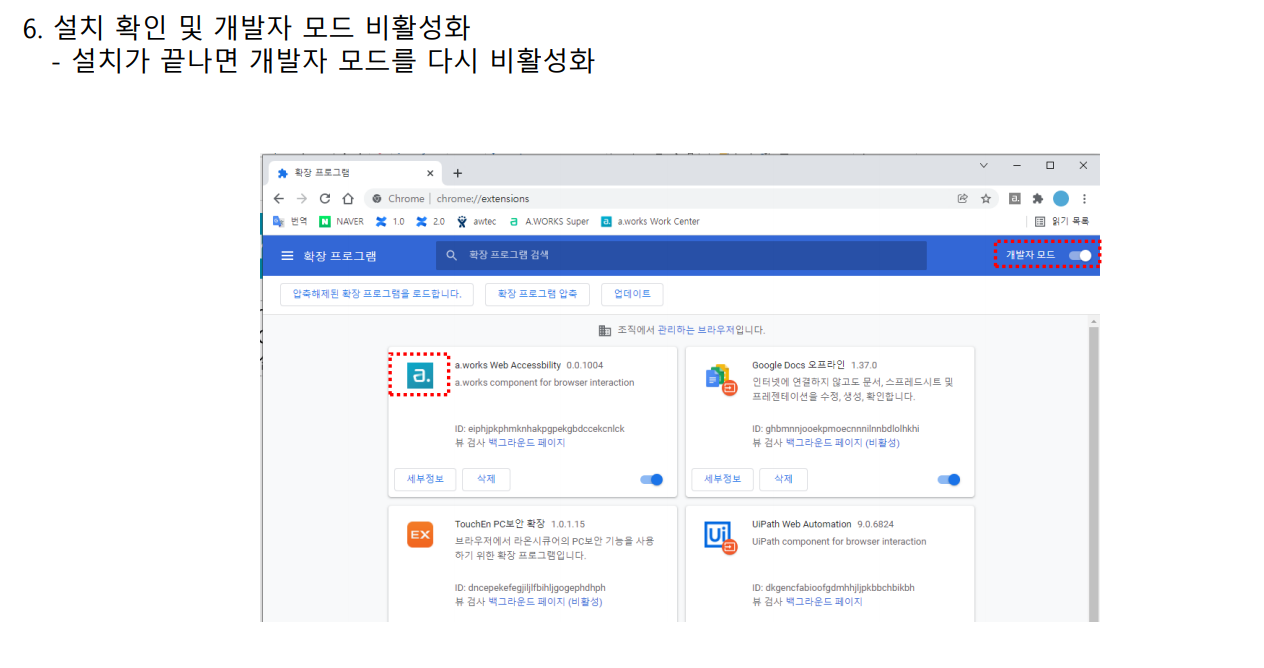 6. 설치 확인 및 개발자 모드 비활성화
- 설치가 끝나면 개발자 모드를 다시 비활성화
확장 프로그램
Chrome | chrome://extensions
a.
번역 NAVER 1.0 2.0 awtec A.WORKS Super a.works Work Center 읽기 목록
확장 프로그램 확장 프로그램 검색 개발자 모드
압축해제된 확장 프로그램을 로드합니다. 확장 프로그램 압축 업데이트
조직에서 관리하는 브라우저입니다.
a.
a.works Web Accessbility 0.0.1004
a.works component for browser interaction
ID: eiphjpkphmknhakpgpekgbdccekcnlck
뷰 검사 백그라운드 페이지
세부정보 삭제
Google Docs 오프라인 1.37.0
인터넷에 연결하지 않고도 문서, 스프레드시트 및
프레젠테이션을 수정, 생성, 확인합니다.
ID: ghbmnnjooekpmoecnnnilnnbdlolhkhi
뷰 검사 백그라운드 페이지 (비활성)
세부정보 삭제
EX
TouchEn PC보안 확장 1.0.1.15
브라우저에서 라온시큐어의 PC보안 기능을 사용
하기 위한 확장 프로그램입니다.
ID: dncepekefegjiljlfbihljgogephdhph
뷰 검사 백그라운드 페이지 (비활성)
Ui
UiPath Web Automation 9.0.6824
UiPath component for browser interaction
ID: dkgencfabioofgdmhhjljpkbbchbikbh
뷰 검사 백그라운드 페이지